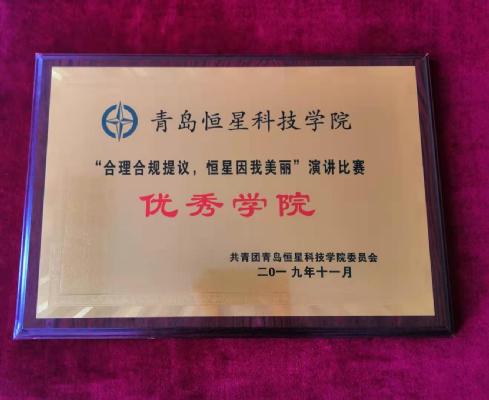 青岛恒星科技学院
“合理合规提议，恒星因我美丽”演讲比赛
优秀学院
共青团青岛恒星科技学院委员会
二0一九年十一月